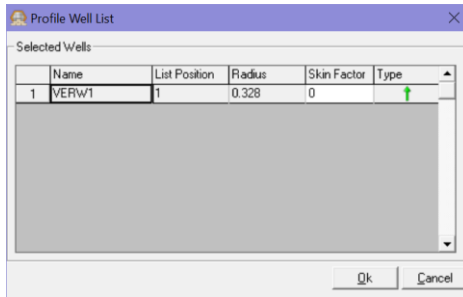 Profile Well List
Selected Wells
Name List Position Radius Skin Factor Type
1 VERW1 1 0.328 0
Ok Cancel